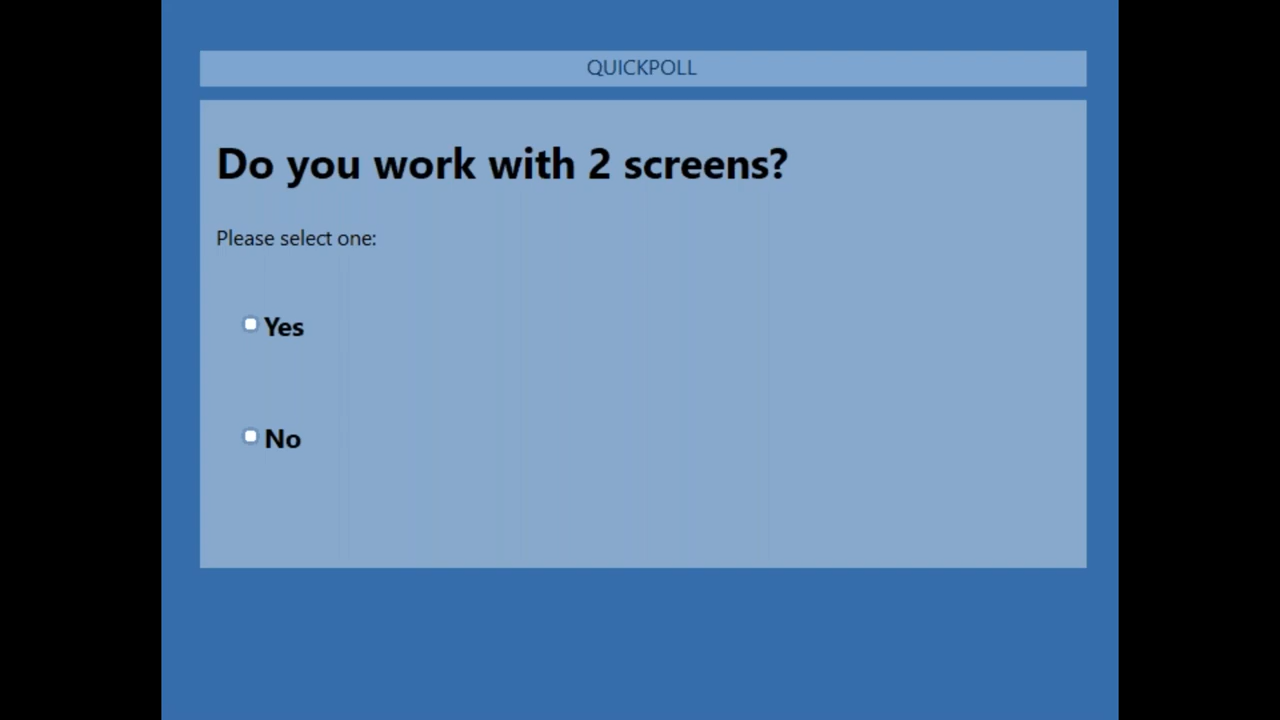 QUICKPOLL
Do you work with 2 screens?
Please select one:
Yes
No